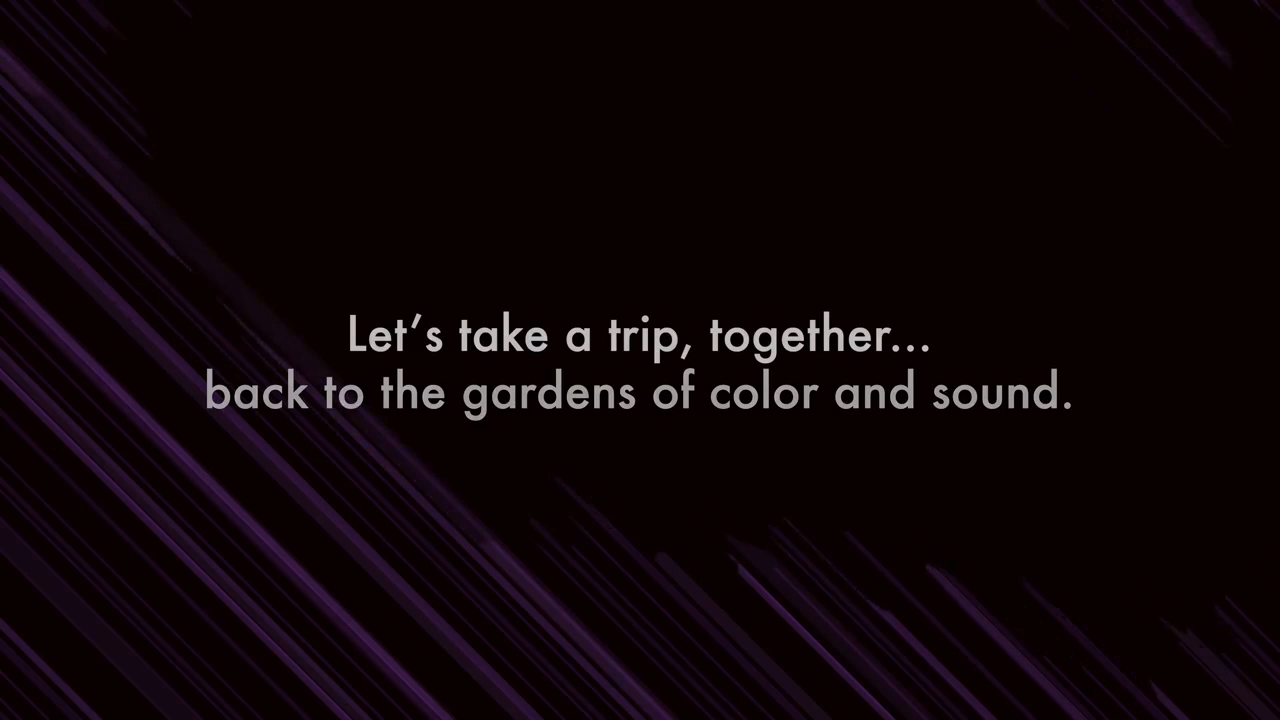 Let’s take a trip, together…
back to the gardens of color and sound.